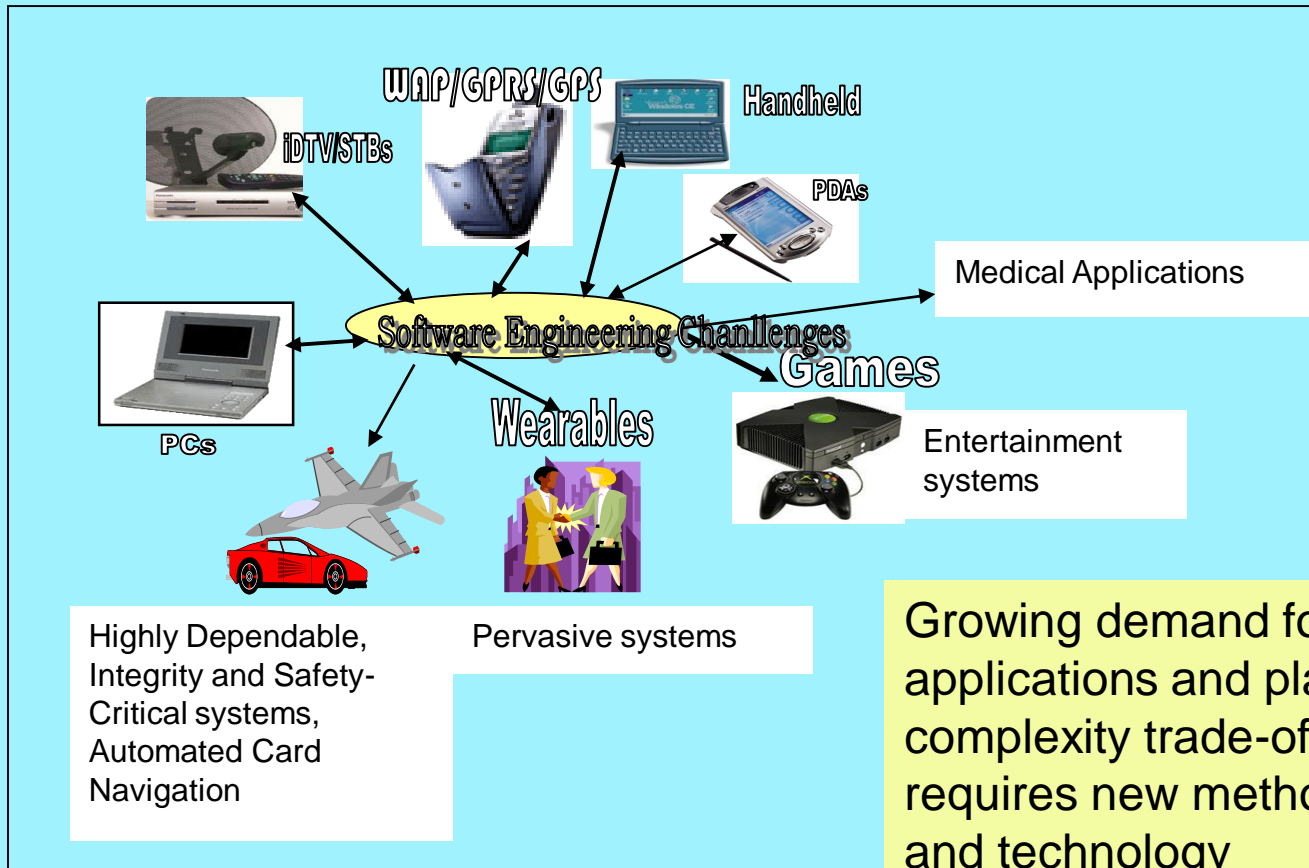 WAP/GPRS/GPS
Handheld
iDTV/STBs
Windows CE
PDAs
Medical Applications
Software Engineering Chanllenges
Games
PCs
Wearables
Entertainment
systems
Highly Dependable,
Integrity and Safety-
Critical systems,
Automated Card
Navigation
Pervasive systems
Growing demand fo
applications and pla
complexity trade-of
requires new metho
and technology